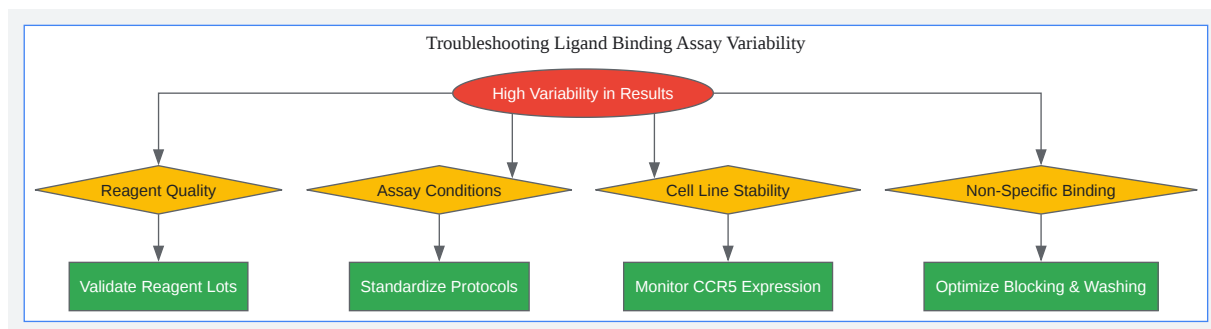 Troubleshooting Ligand Binding Assay Variability
High Variability in Results
Reagent Quality
Assay Conditions
Cell Line Stability
Non-Specific Binding
Validate Reagent Lots
Standardize Protocols
Monitor CCR5 Expression
Optimize Blocking & Washing